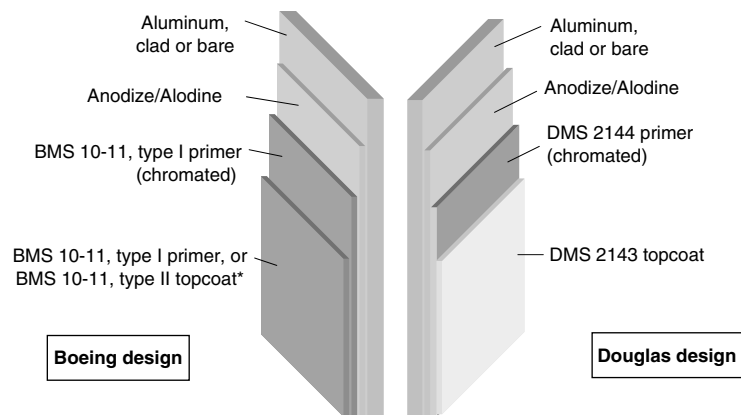 Aluminum,
clad or bare
Anodize/Alodine
BMS 10-11, type I primer
(chromated)
BMS 10-11, type I primer, or
BMS 10-11, type II topcoat*
Boeing design
Aluminum,
clad or bare
Anodize/Alodine
DMS 2144 primer
(chromated)
DMS 2143 topcoat
Douglas design